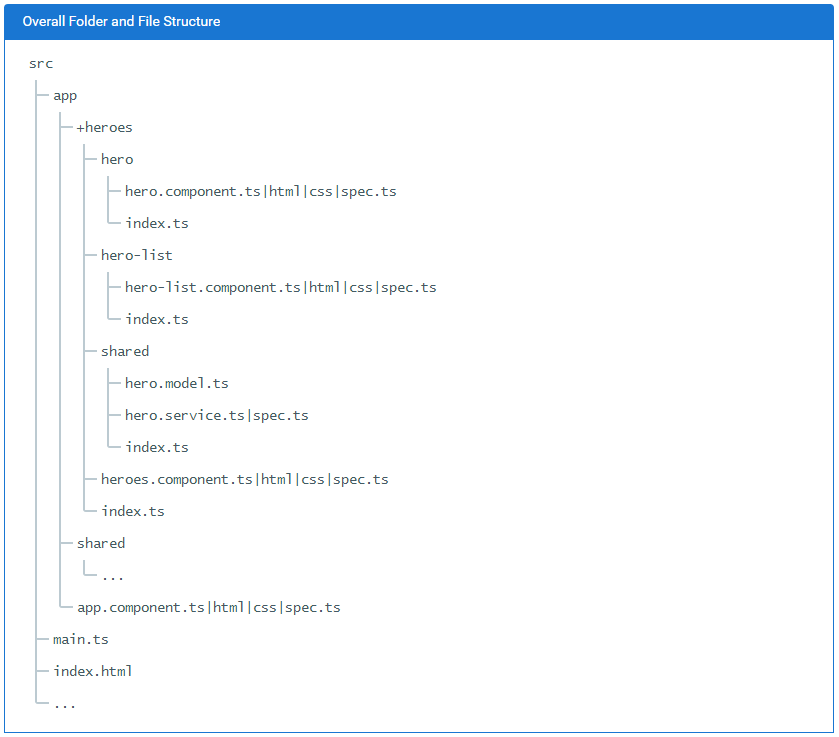 Overall Folder and File Structure
src
app
+heroes
hero
hero.component.ts|html|css|spec.ts
index.ts
hero-list
hero-list.component.ts|html|css|spec.ts
index.ts
shared
hero.model.ts
hero.service.ts|spec.ts
index.ts
heroes.component.ts|html|css|spec.ts
index.ts
shared
...
app.component.ts|html|css|spec.ts
main.ts
index.html
...